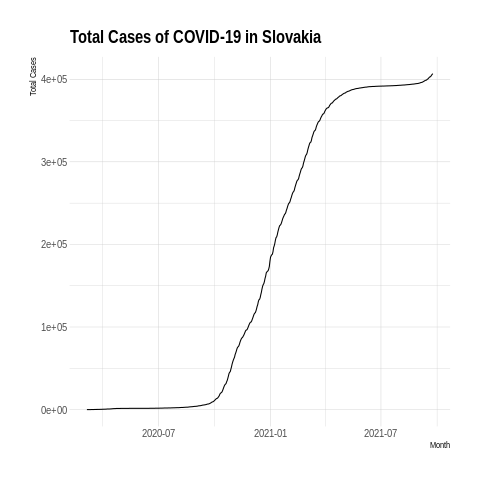 Total Cases of COVID-19 in Slovakia
Total Cases
4e+05
3e+05
2e+05
1e+05
0e+00
2020-07 2021-01 2021-07
Month